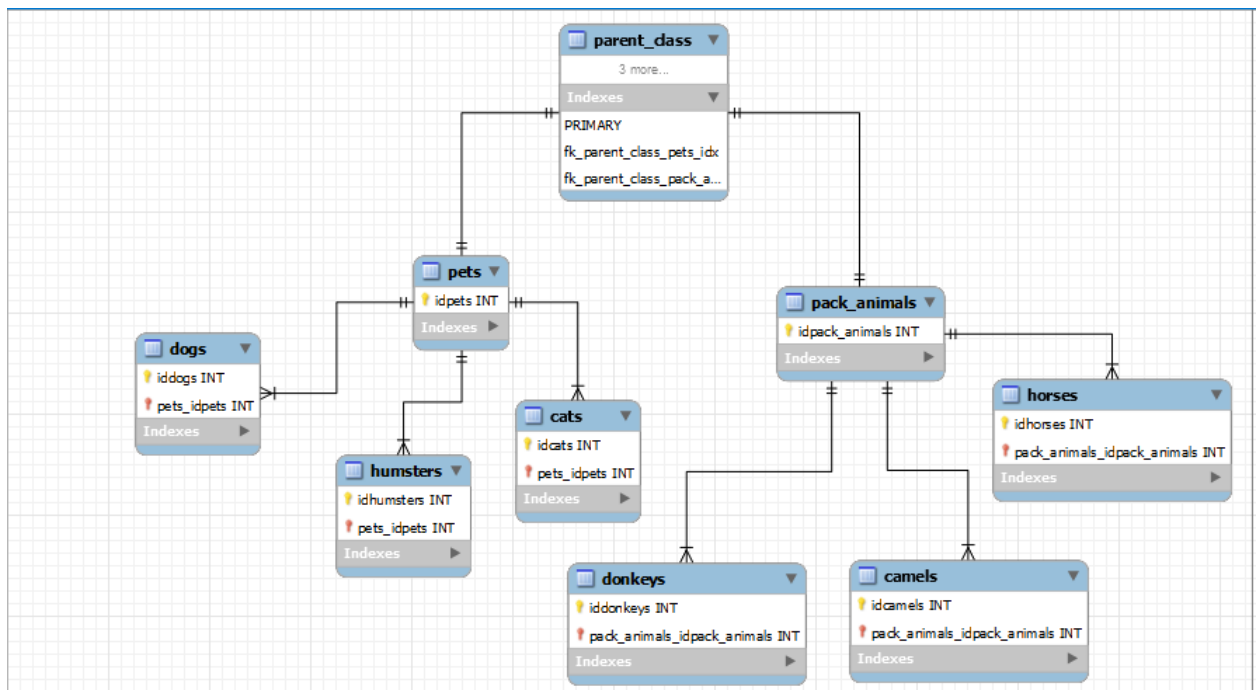 parent_class
3 more...
Indexes
PRIMARY
fk_parent_class_pets_idx
fk_parent_class_pack_a...
pets
idpets INT
Indexes
pack_animals
idpack_animals INT
Indexes
dogs
iddogs INT
pets_idpets INT
Indexes
humsters
idhumsters INT
pets_idpets INT
Indexes
cats
idcats INT
pets_idpets INT
Indexes
horses
idhorses INT
pack_animals_idpack_animals INT
Indexes
donkeys
iddonkeys INT
pack_animals_idpack_animals INT
Indexes
camels
idcamels INT
pack_animals_idpack_animals INT
Indexes